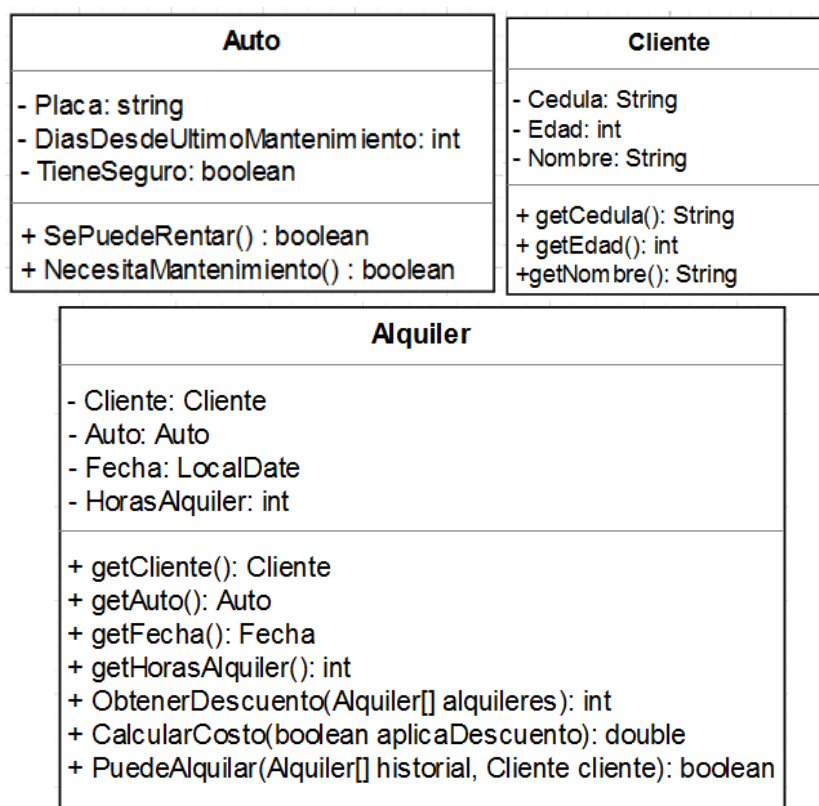 Auto
- Placa: string
- DiasDesdeUltimoMantenimiento: int
- TieneSeguro: boolean
+ SePuedeRentar() : boolean
+ NecesitaMantenimiento() : boolean
Cliente
- Cedula: String
- Edad: int
- Nombre: String
+ getCedula(): String
+ getEdad(): int
+getNombre(): String
Alquiler
- Cliente: Cliente
- Auto: Auto
- Fecha: LocalDate
- HorasAlquiler: int
+ getCliente(): Cliente
+ getAuto(): Auto
+ getFecha(): Fecha
+ getHorasAlquiler(): int
+ ObtenerDescuento(Alquiler[] alquileres): int
+ CalcularCosto(boolean aplicaDescuento): double
+ PuedeAlquilar(Alquiler[] historial, Cliente cliente): boolean